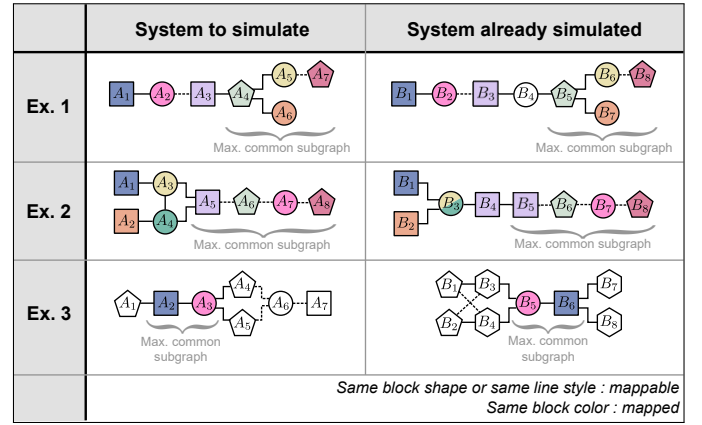 System to simulate
System already simulated
Ex. 1
A1 A2 A3 A4 A5 A7 A6
Max. common subgraph
B1 B2 B3 B4 B5 B6 B8 B7
Max. common subgraph
Ex. 2
A1 A3 A2 A4 A5 A6 A7 A8
Max. common subgraph
B1 B2 B3 B4 B5 B6 B7 B8
Max. common subgraph
Ex. 3
A1 A2 A3 A4 A5 A6 A7
Max. common
subgraph
B1 B3 B2 B4 B5 B6 B7 B8
Max. common
subgraph
Same block shape or same line style : mappable
Same block color : mapped